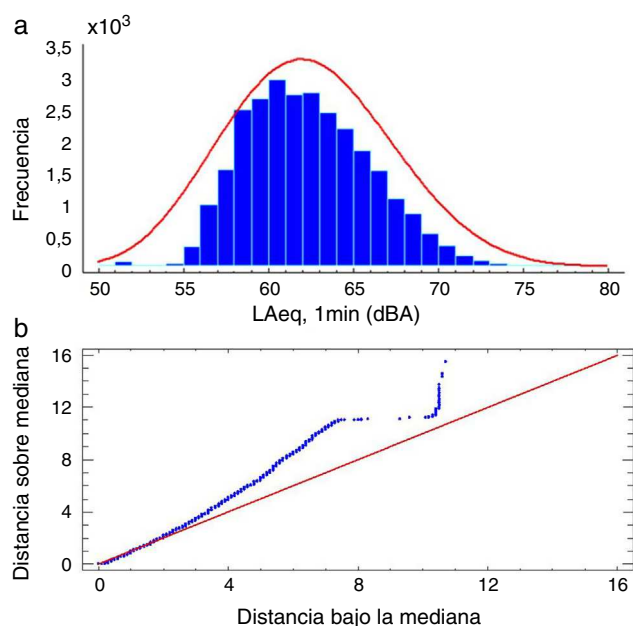 a
x10³
3,5
3
2,5
2
1,5
1
0,5
0
Frecuencia
50 55 60 65 70 75 80
LAeq, 1min (dBA)
b
16
12
8
4
0
Distancia sobre mediana
0 4 8 12 16
Distancia bajo la mediana